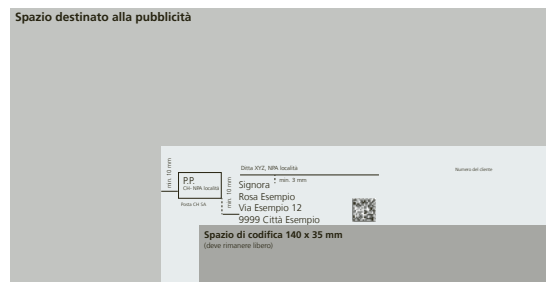 Spazio destinato alla pubblicità
min. 10 mm
P.P.
CH- NPA località
Posta CH SA
min. 10 mm
Ditta XYZ, NPA località
min. 3 mm
Numero del cliente
Signora
Rosa Esempio
Via Esempio 12
9999 Città Esempio
Spazio di codifica 140 x 35 mm
(deve rimanere libero)